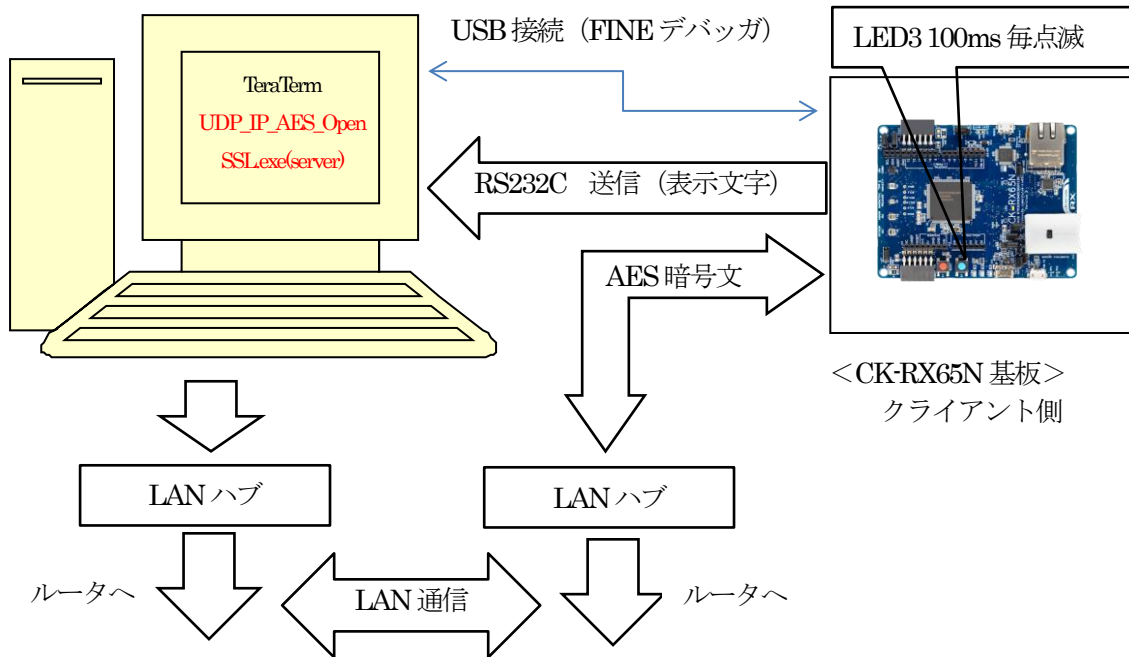 USB 接続（FINE デバッガ）
LED3 100ms 毎点滅
TeraTerm
UDP_IP_AES_Open
SSL.exe(server)
RS232C　送信（表示文字）
CK-RX65N
RX
AES 暗号文
＜CK-RX65N 基板＞
クライアント側
LAN ハブ
LAN ハブ
ルータへ
LAN 通信
ルータへ